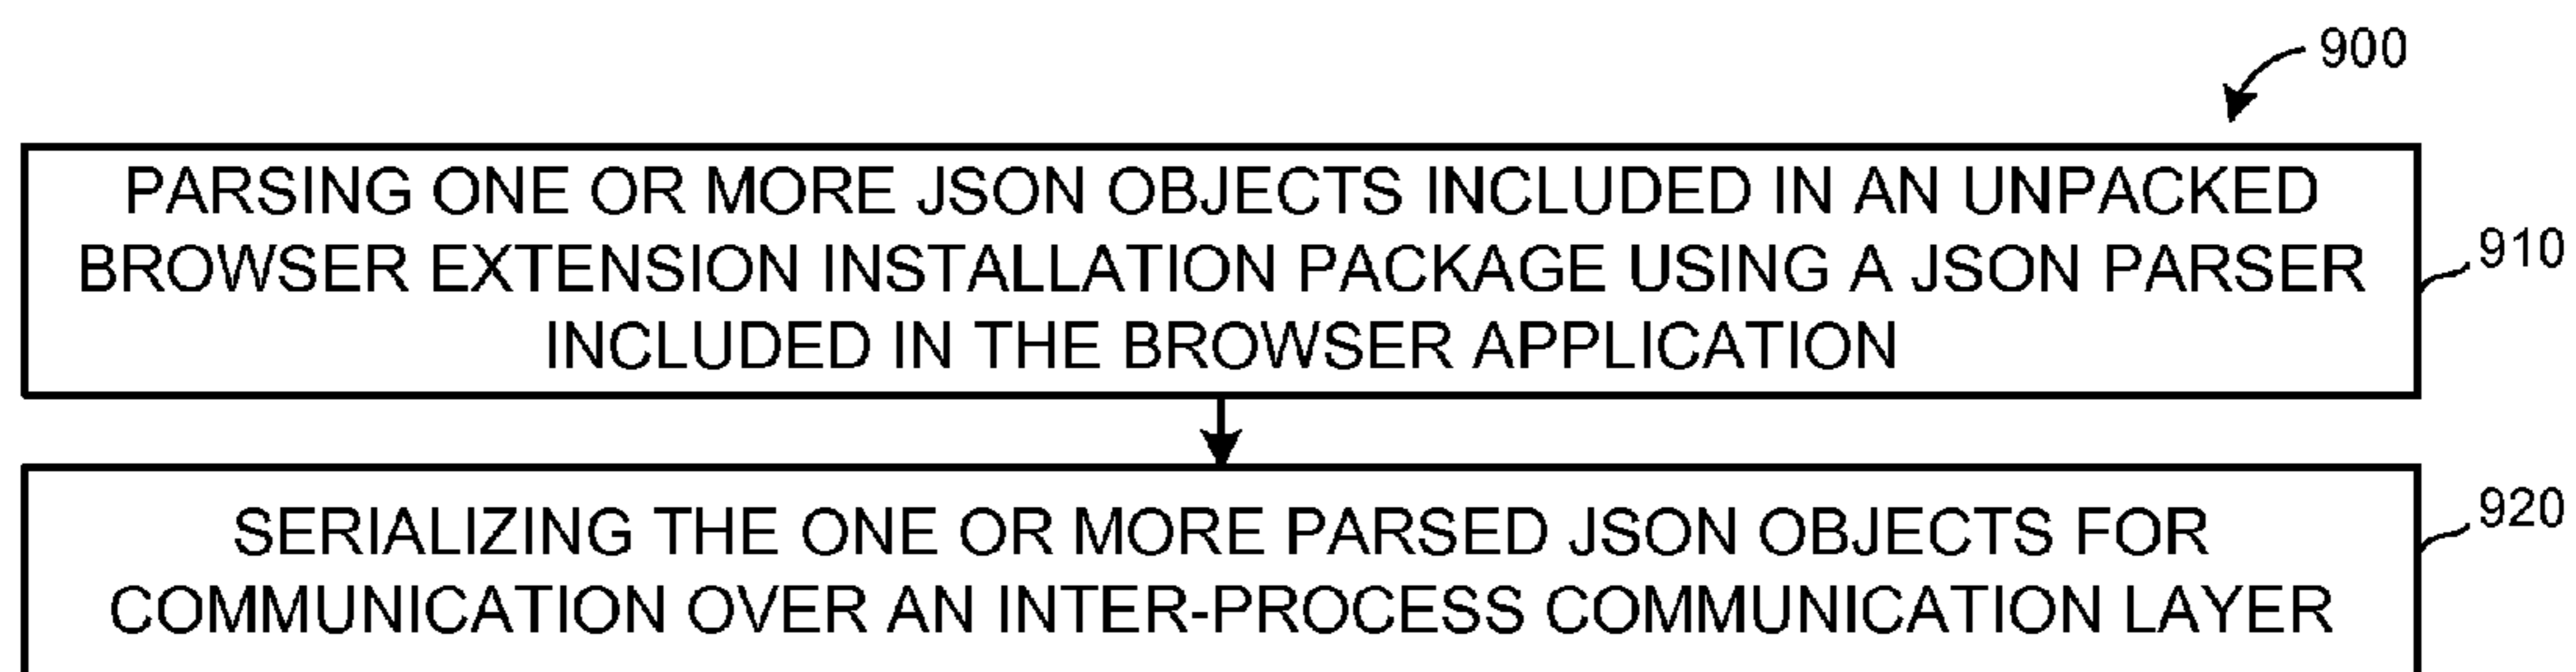 900
PARSING ONE OR MORE JSON OBJECTS INCLUDED IN AN UNPACKED
BROWSER EXTENSION INSTALLATION PACKAGE USING A JSON PARSER
INCLUDED IN THE BROWSER APPLICATION
910
SERIALIZING THE ONE OR MORE PARSED JSON OBJECTS FOR
COMMUNICATION OVER AN INTER-PROCESS COMMUNICATION LAYER
920